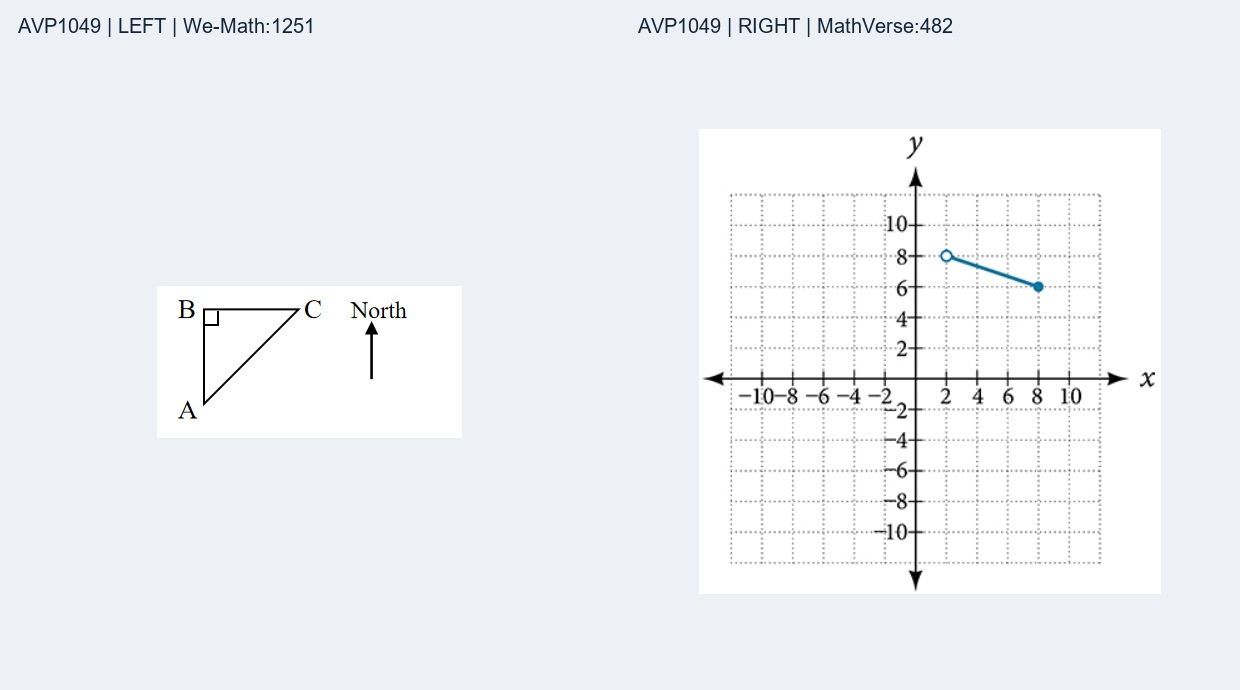 AVP1049 | LEFT | We-Math:1251
B
C
North
A
AVP1049 | RIGHT | MathVerse:482
y
10
8
6
4
2
−10 −8 −6 −4 −2 2 4 6 8 10 x
−2
−4
−6
−8
−10